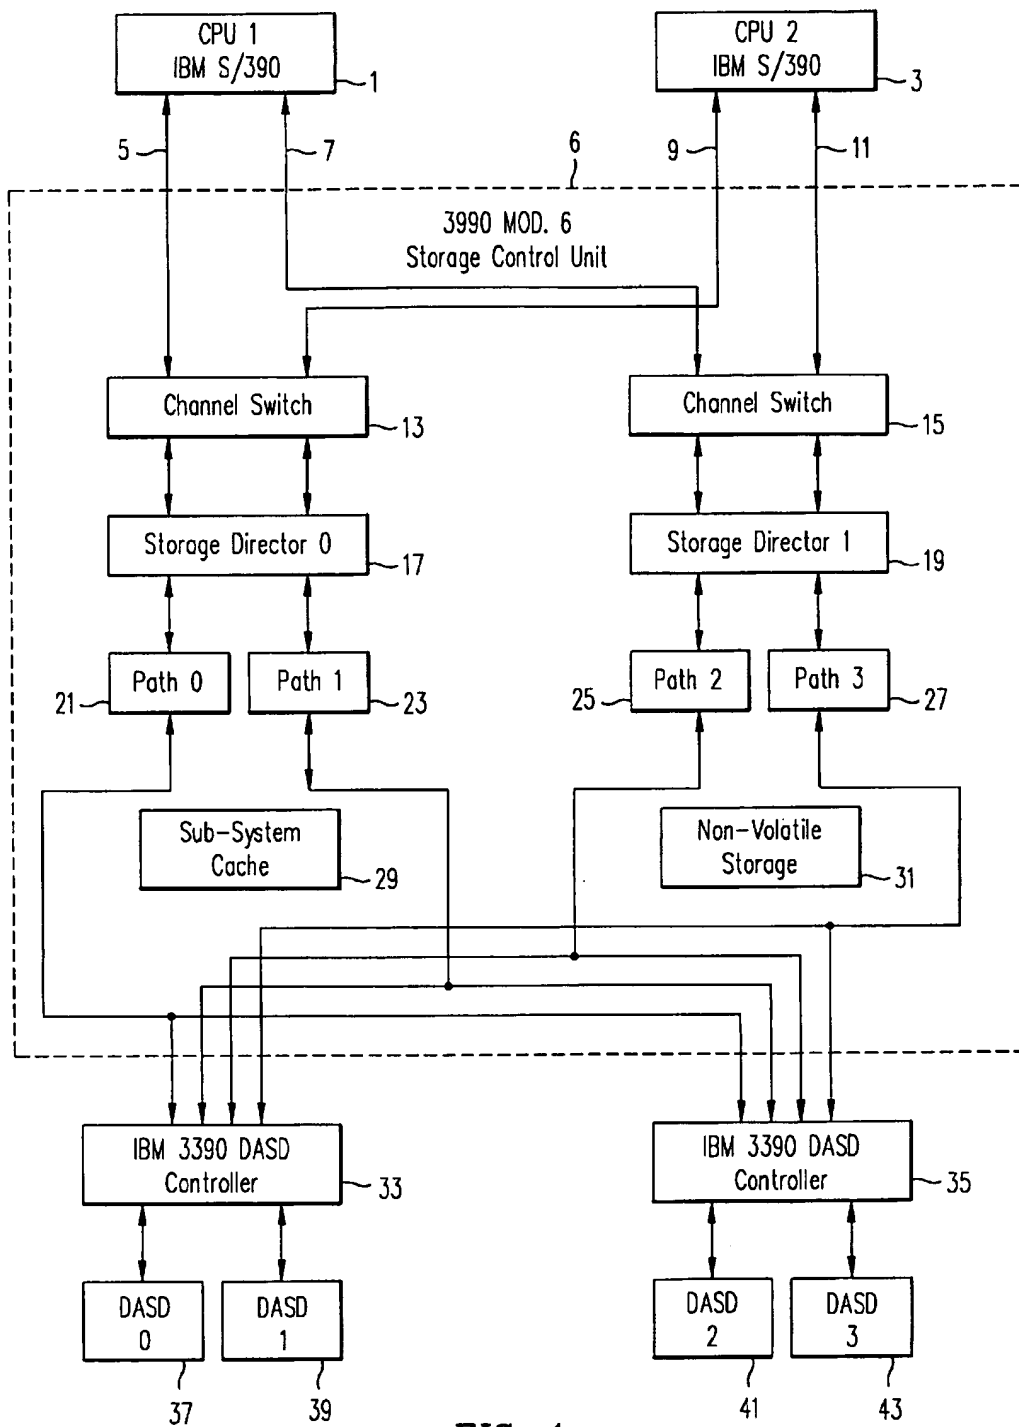 CPU 1
IBM S/390
1
CPU 2
IBM S/390
3
5
7
9
11
6
3990 MOD. 6
Storage Control Unit
Channel Switch
13
Channel Switch
15
Storage Director 0
17
Storage Director 1
19
Path 0
21
Path 1
23
Path 2
25
Path 3
27
Sub-System
Cache
29
Non-Volatile
Storage
31
IBM 3390 DASD
Controller
33
IBM 3390 DASD
Controller
35
DASD
0
37
DASD
1
39
DASD
2
41
DASD
3
43